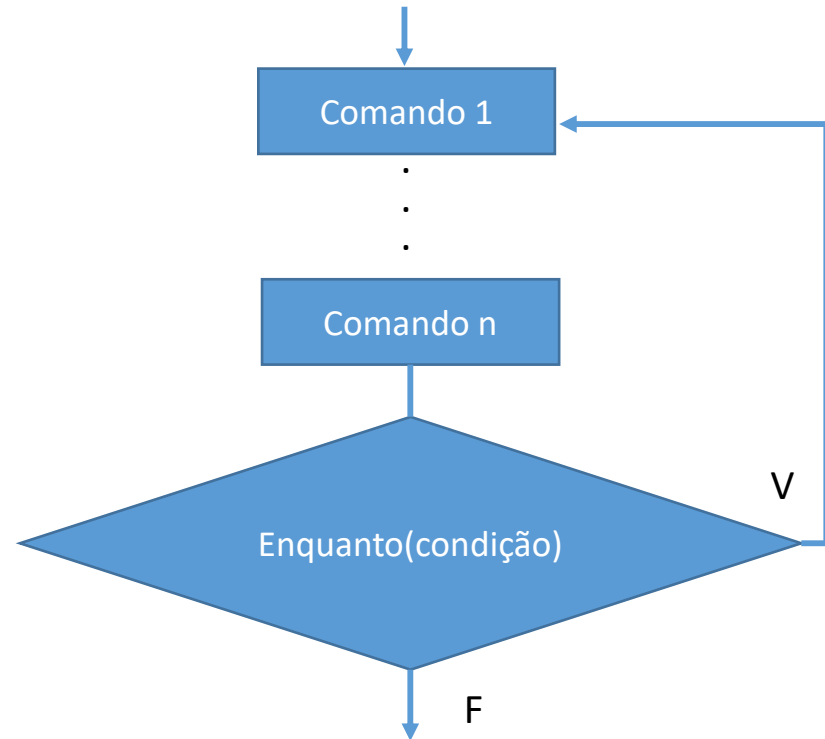 Comando 1
.
.
.
Comando n
V
Enquanto(condição)
F